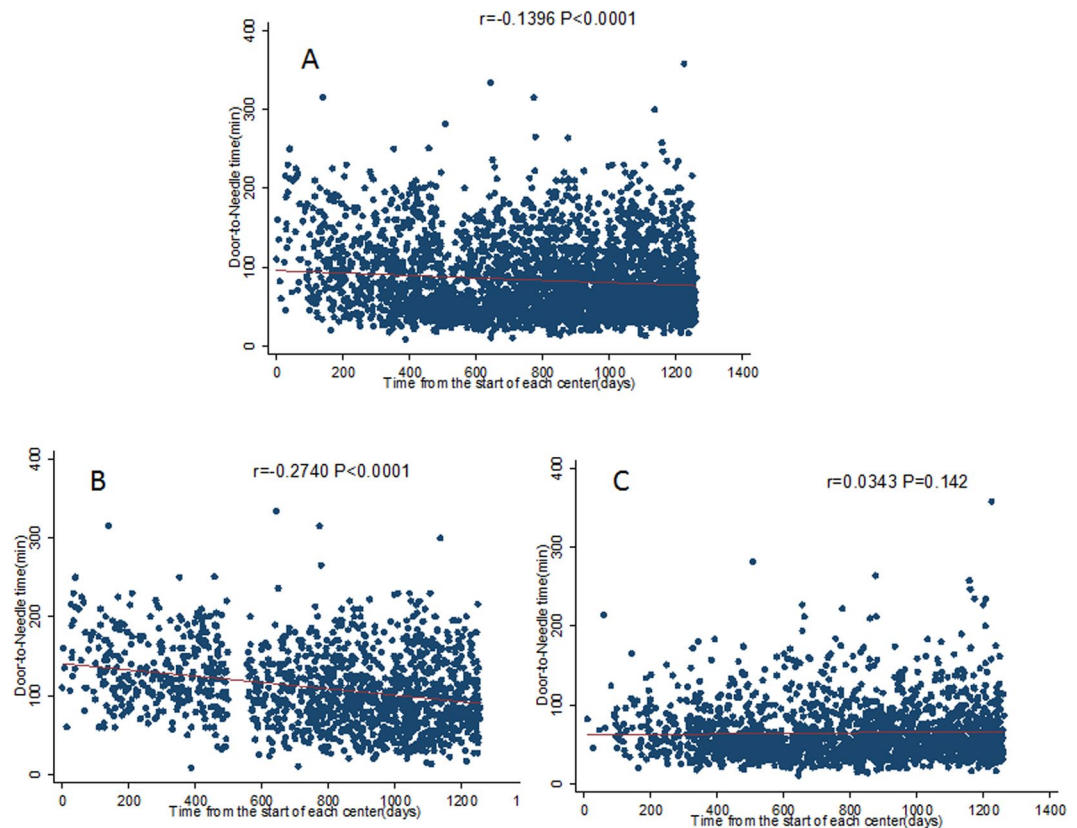 r=-0.1396 P<0.0001
A
Door-to-Needle time(min)
0 100 200 300 400
0 200 400 600 800 1000 1200 1400
Time from the start of each center(days)
r=-0.2740 P<0.0001
B
Door-to-Needle time(min)
0 100 200 300 400
0 200 400 600 800 1000 1200 1
Time from the start of each center(days)
r=0.0343 P=0.142
C
Door-to-Needle time(min)
0 100 200 300 400
0 200 400 600 800 1000 1200 1400
Time from the start of each center(days)